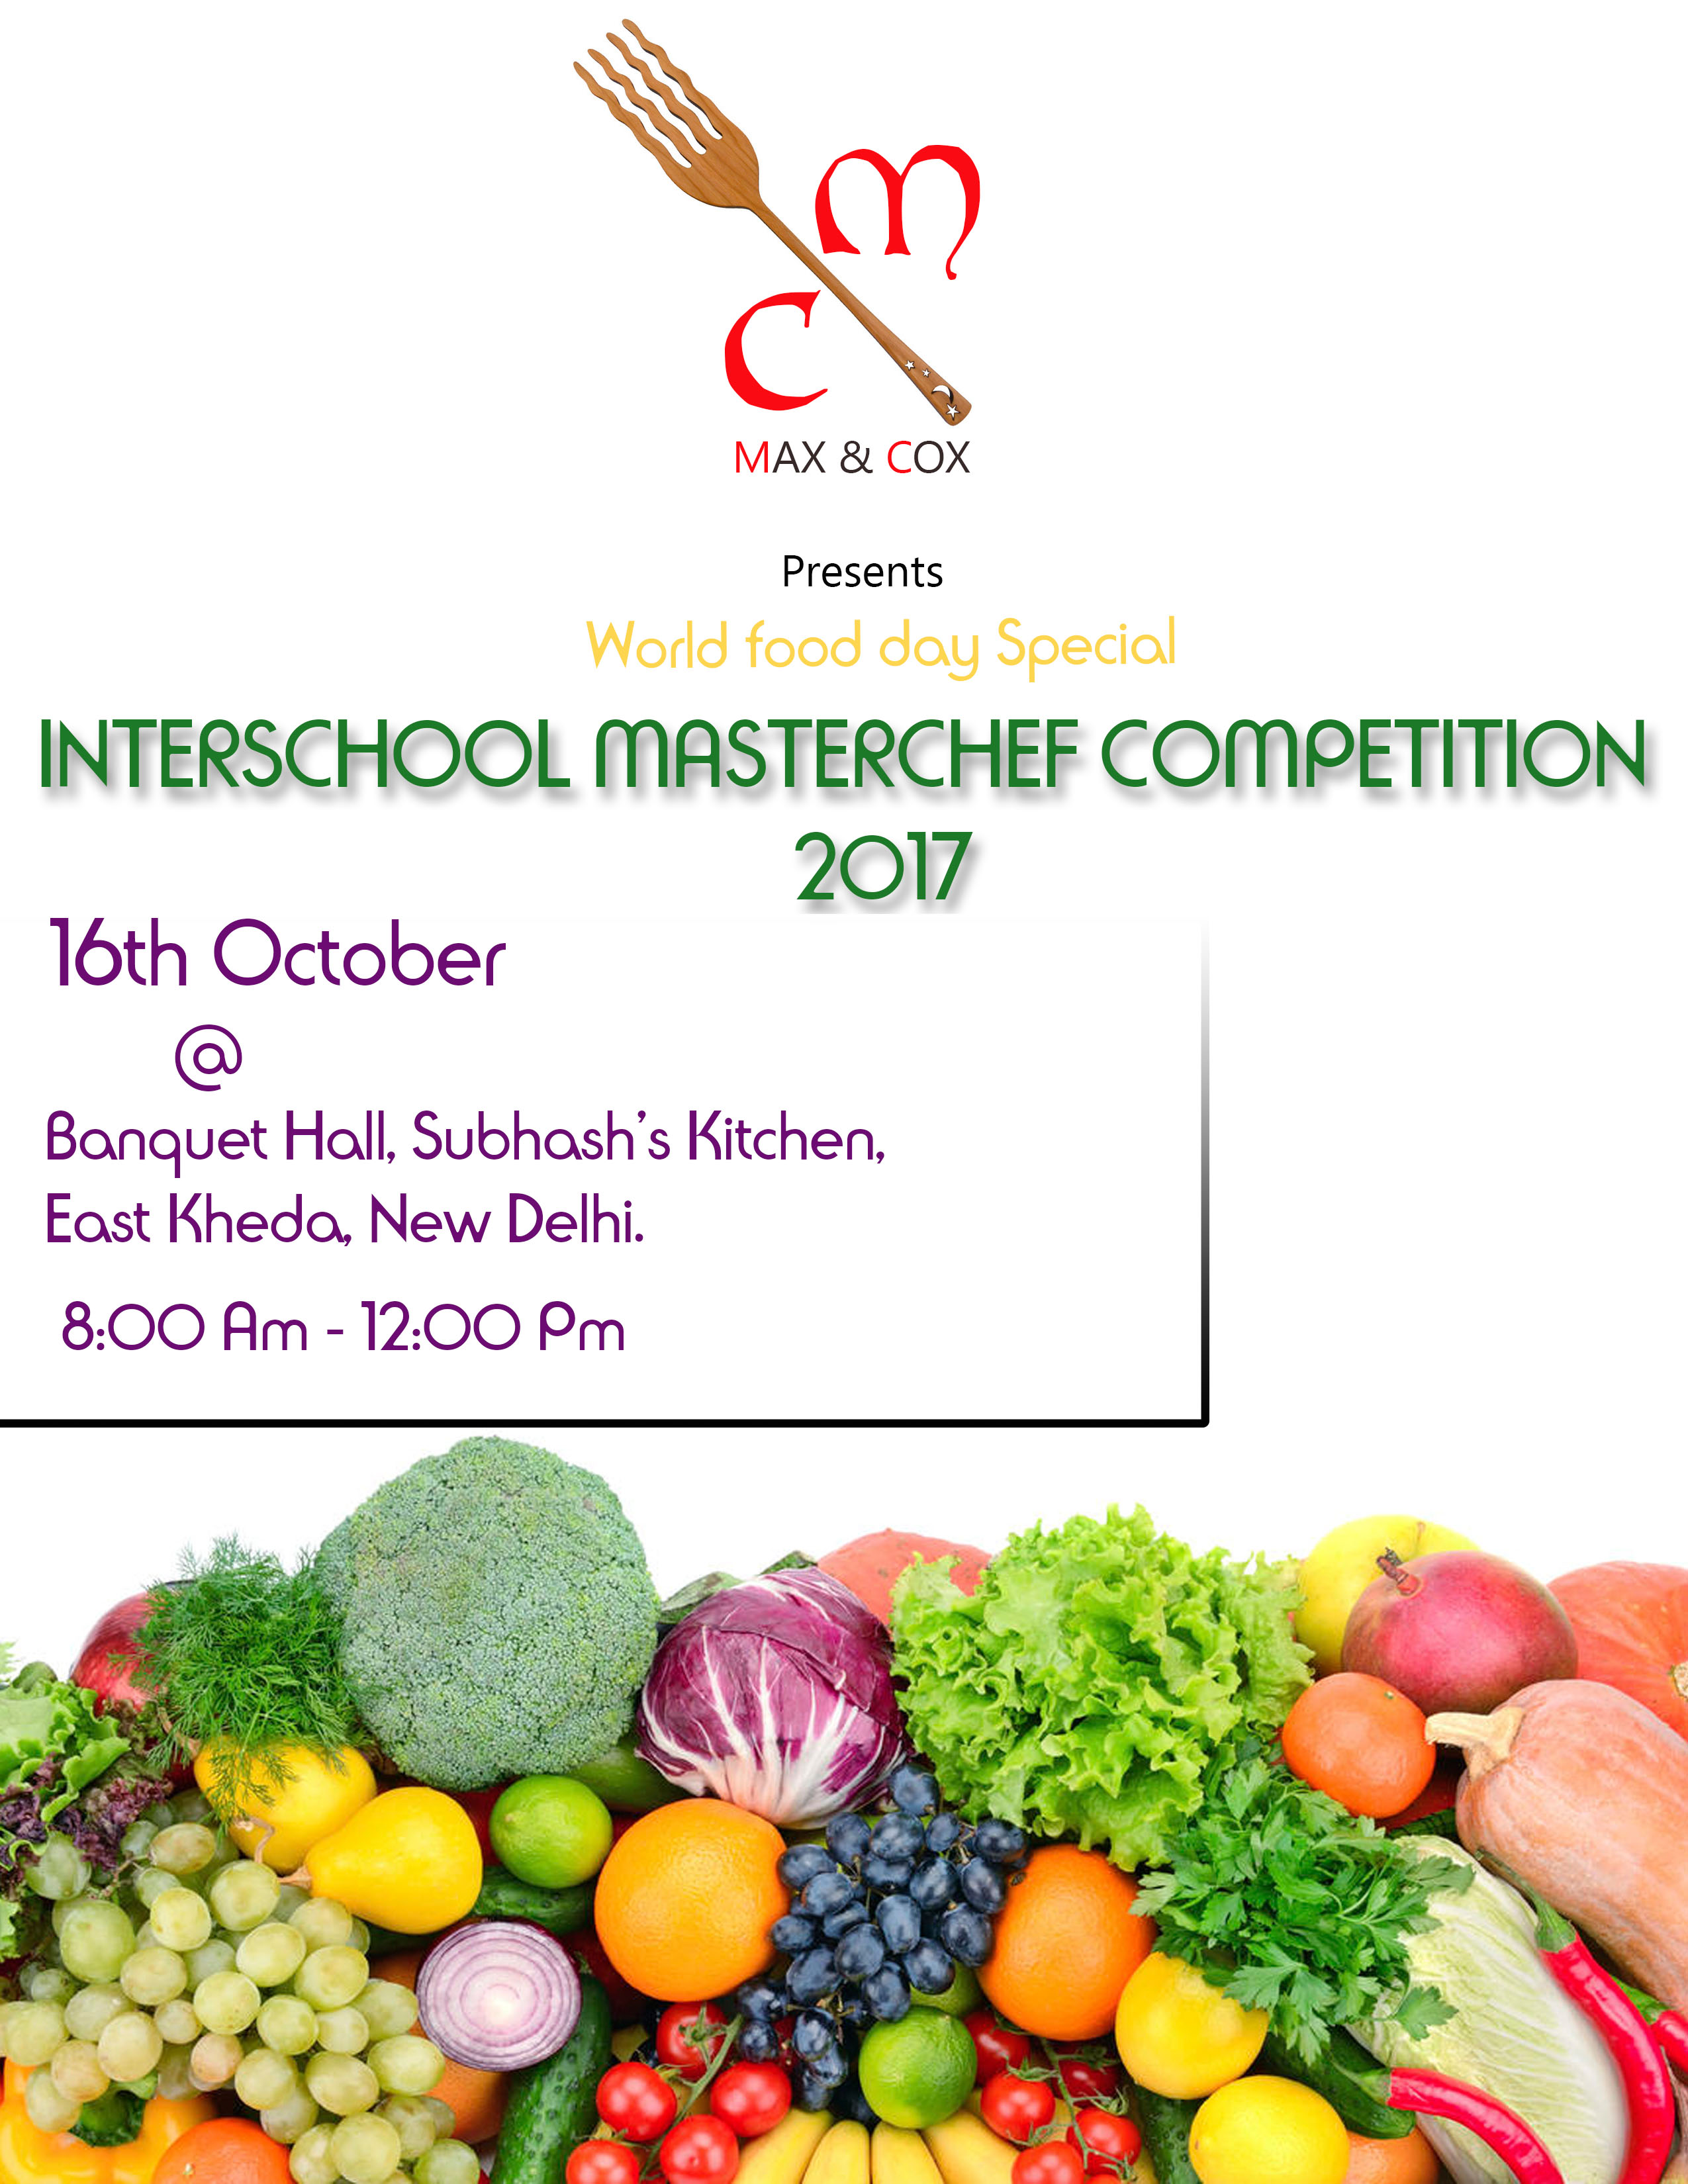 M
C
MAX & COX
Presents
World food day Special
INTERSCHOOL MASTERCHEF COMPETITION
2017
16th October
@
Banquet Hall, Subhash's Kitchen,
East Kheda, New Delhi.
8:00 Am - 12:00 Pm